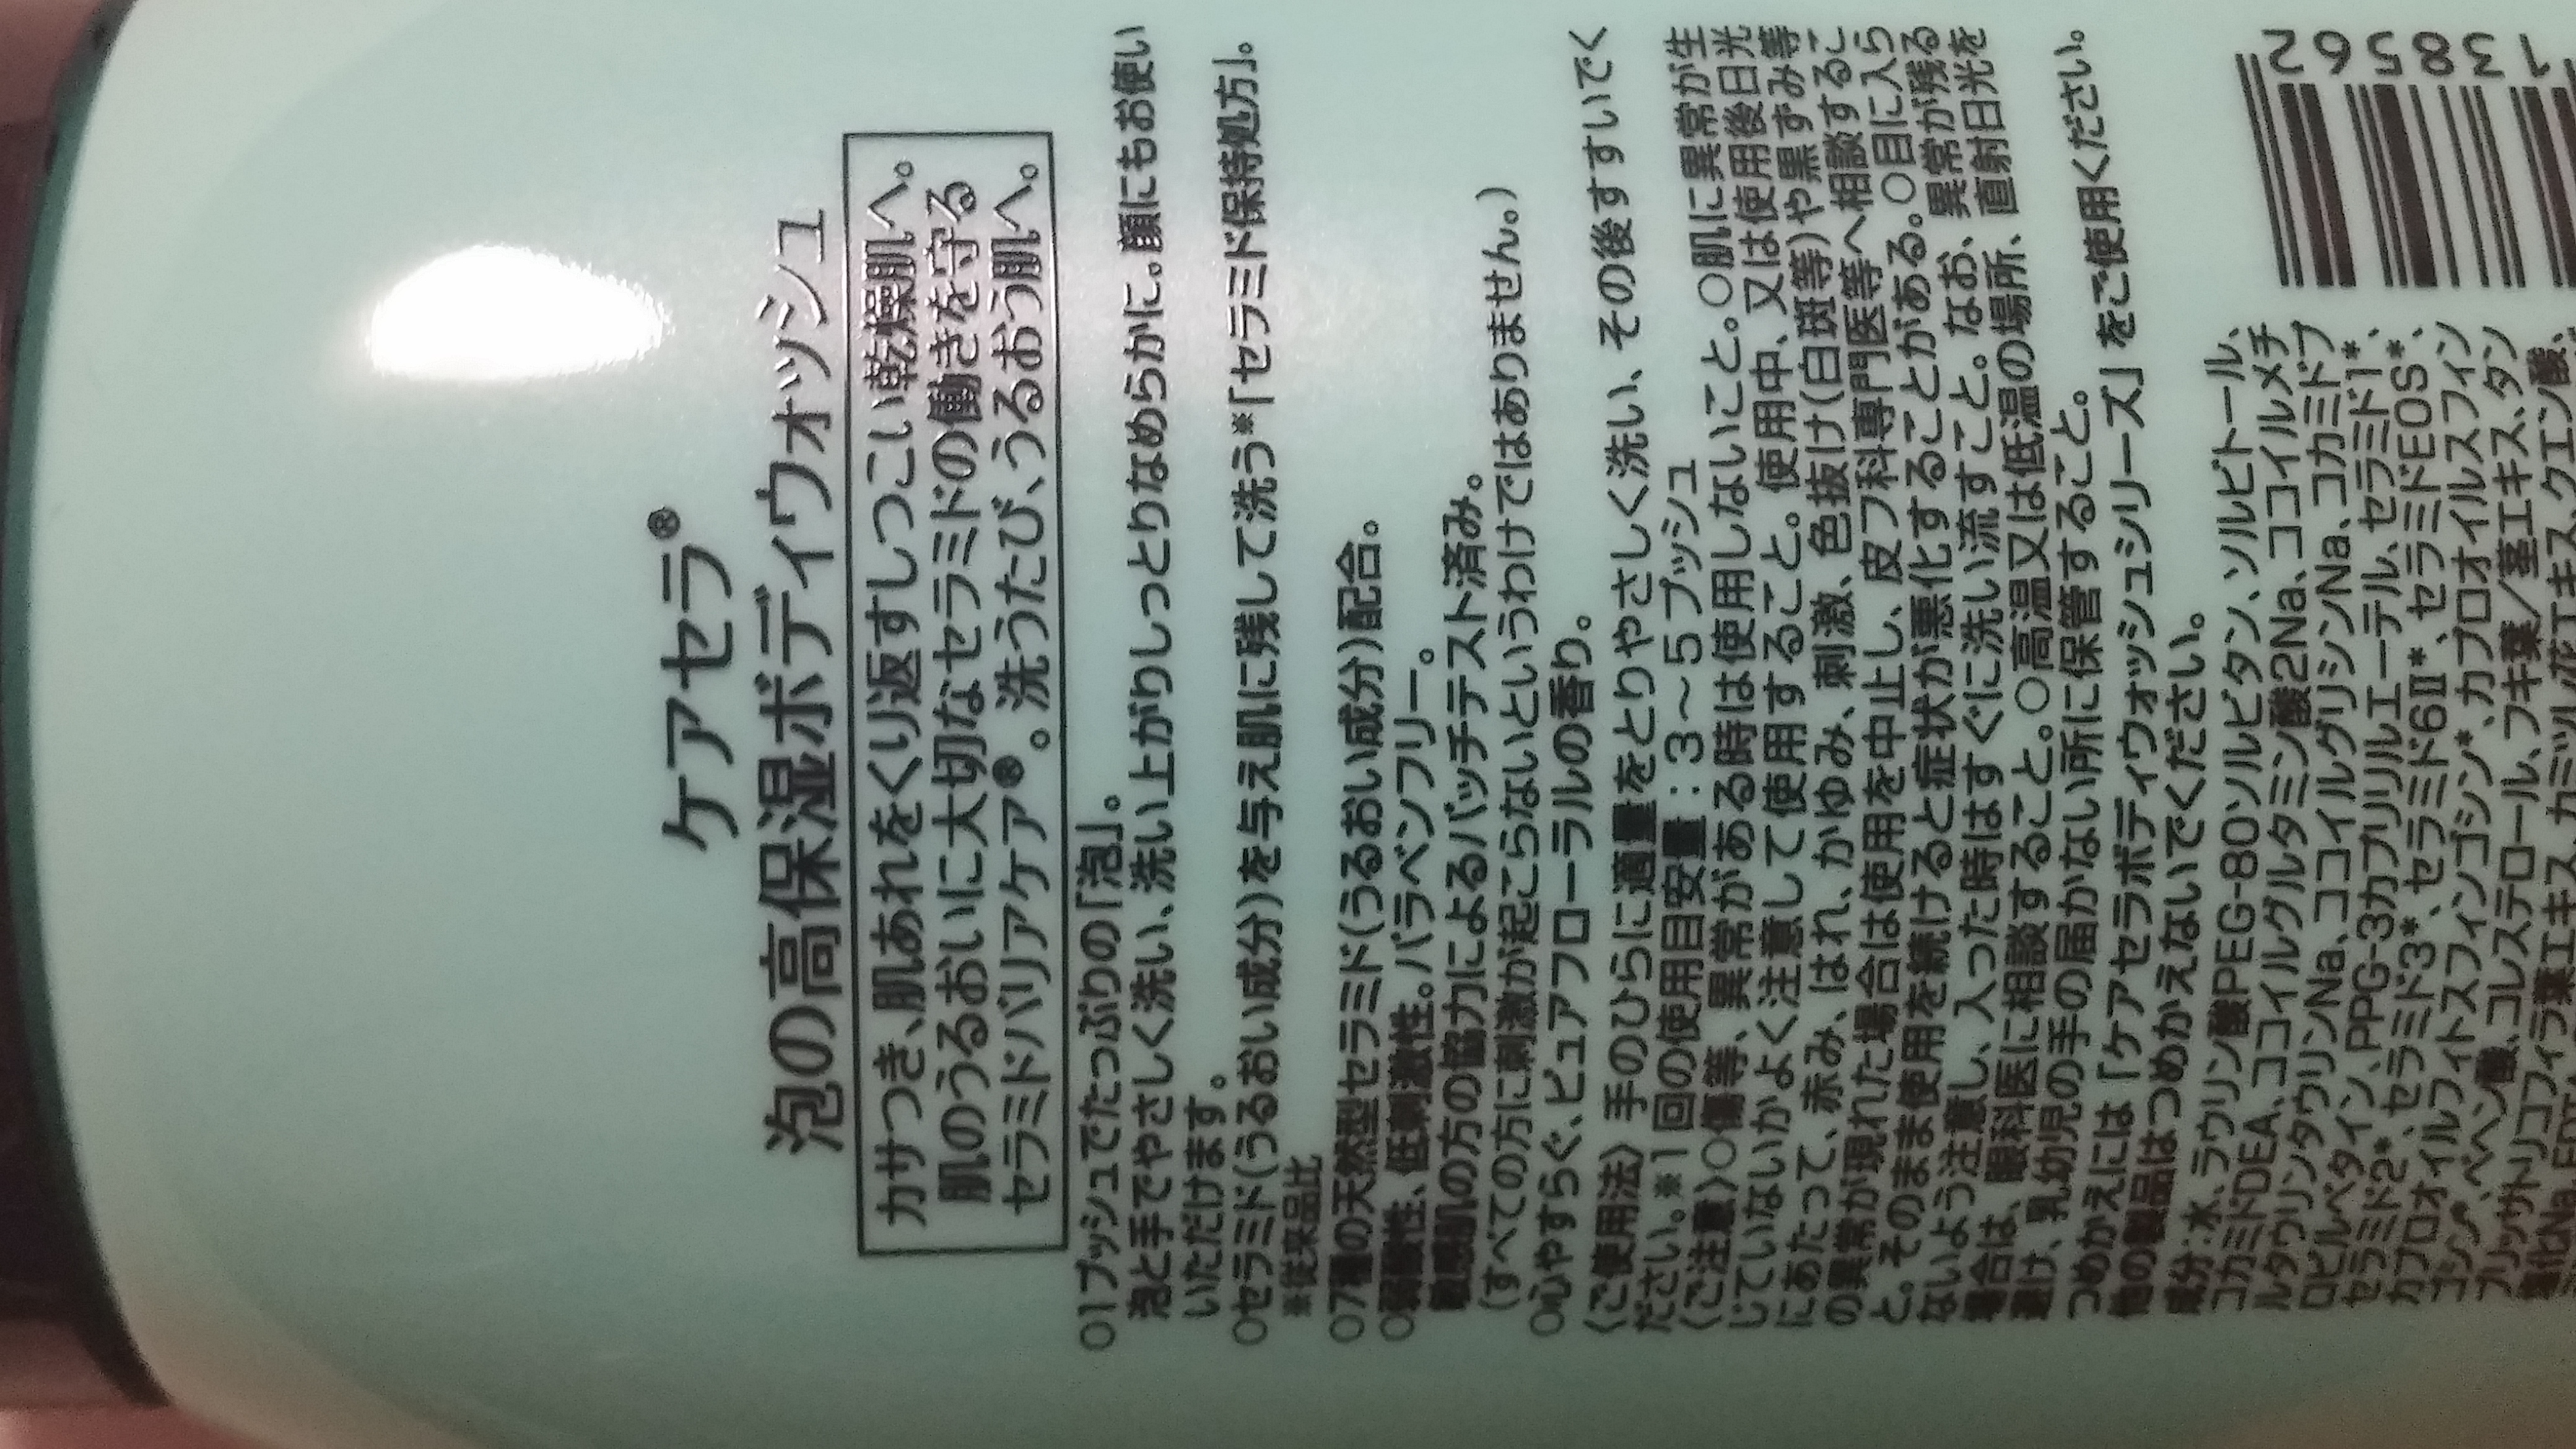 ケアセラ®
泡の高保湿ボディウォッシュ
カサつき、肌あれをくり返すしつこい乾燥肌へ。
肌のうるおいに大切なセラミドの働きを守る
セラミドバリアケア®。洗うたび、うるおう肌へ。
○1プッシュでたっぷりの「泡」。
泡と手でやさしく洗い、洗い上がりしっとりなめらかに。顔にもお使い
いただけます。
○セラミド(うるおい成分)を与え肌に残して洗う※「セラミド保持処方」。
※従来品比
○7種の天然型セラミド(うるおい成分)配合。
○弱酸性、低刺激性。パラベンフリー。
敏感肌の方の協力によるパッチテスト済み。
(すべての方に刺激が起こらないというわけではありません。)
○心やすらぐ、ピュアフローラルの香り。
〈ご使用法〉手のひらに適量をとりやさしく洗い、その後すすいでく
ださい。※1回の使用目安量：3〜5プッシュ
〈ご注意〉○傷等、異常がある時は使用しないこと。○肌に異常が生
じていないかよく注意して使用すること。使用中、又は使用後日光
にあたって、赤み、はれ、かゆみ、刺激、色抜け(白斑等)や黒ずみ等
の異常が現れた場合は使用を中止し、皮フ科専門医等へ相談するこ
と。そのまま使用を続けると症状が悪化することがある。○目に入ら
ないよう注意し、入った時はすぐに洗い流すこと。なお、異常が残る
場合は、眼科医に相談すること。○高温又は低温の場所、直射日光を
避け、乳幼児の手の届かない所に保管すること。
つめかえには「ケアセラボディウォッシュシリーズ」をご使用ください。
他の製品はつめかえないでください。
成分：水、ラウリン酸PEG-80ソルビタン、ソルビトール、
コカミドDEA、ココイルグルタミン酸2Na、ココイルメチ
ルタウリンタウリンNa、ココイルグリシンNa、コカミドプ
ロピルベタイン、PPG-3カプリリルエーテル、セラミド1*、
セラミド2*、セラミド3*、セラミド6Ⅱ*、セラミドEOS*、
カプロオイルフィトスフィンゴシン*、カプロオイルスフィン
ゴシン*、ベヘン酸、コレステロール、フキ葉/茎エキス、タン
ブリッサトリコフィラ葉エキス、カミツレ花エキス、クエン酸、
塩化Na、EDT
1 38562